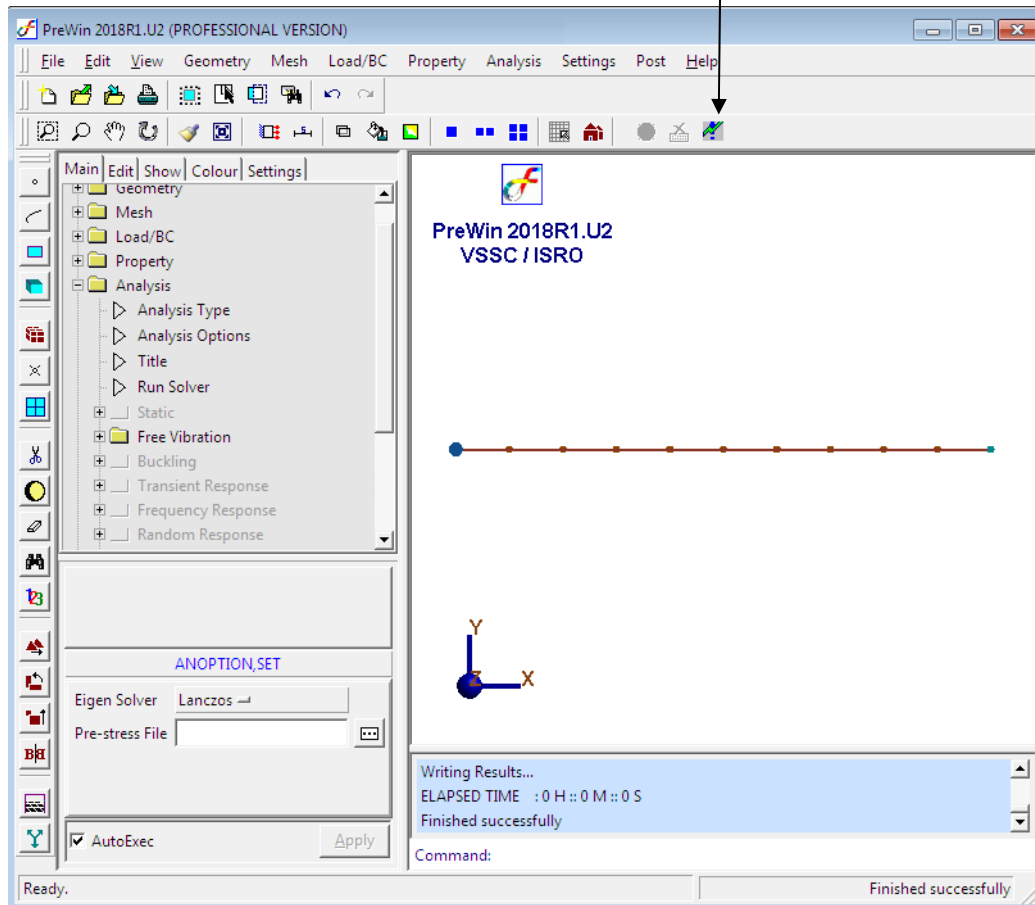 PreWin 2018R1.U2 (PROFESSIONAL VERSION)
File Edit View Geometry Mesh Load/BC Property Analysis Settings Post Help
Main Edit Show Colour Settings
Geometry
Mesh
Load/BC
Property
Analysis
Analysis Type
Analysis Options
Title
Run Solver
Static
Free Vibration
Buckling
Transient Response
Frequency Response
Random Response
ANOPTION,SET
Eigen Solver Lanczos
Pre-stress File
AutoExec Apply
PreWin 2018R1.U2
VSSC / ISRO
Y
Z X
Writing Results...
ELAPSED TIME : 0 H :: 0 M :: 0 S
Finished successfully
Command:
Ready. Finished successfully